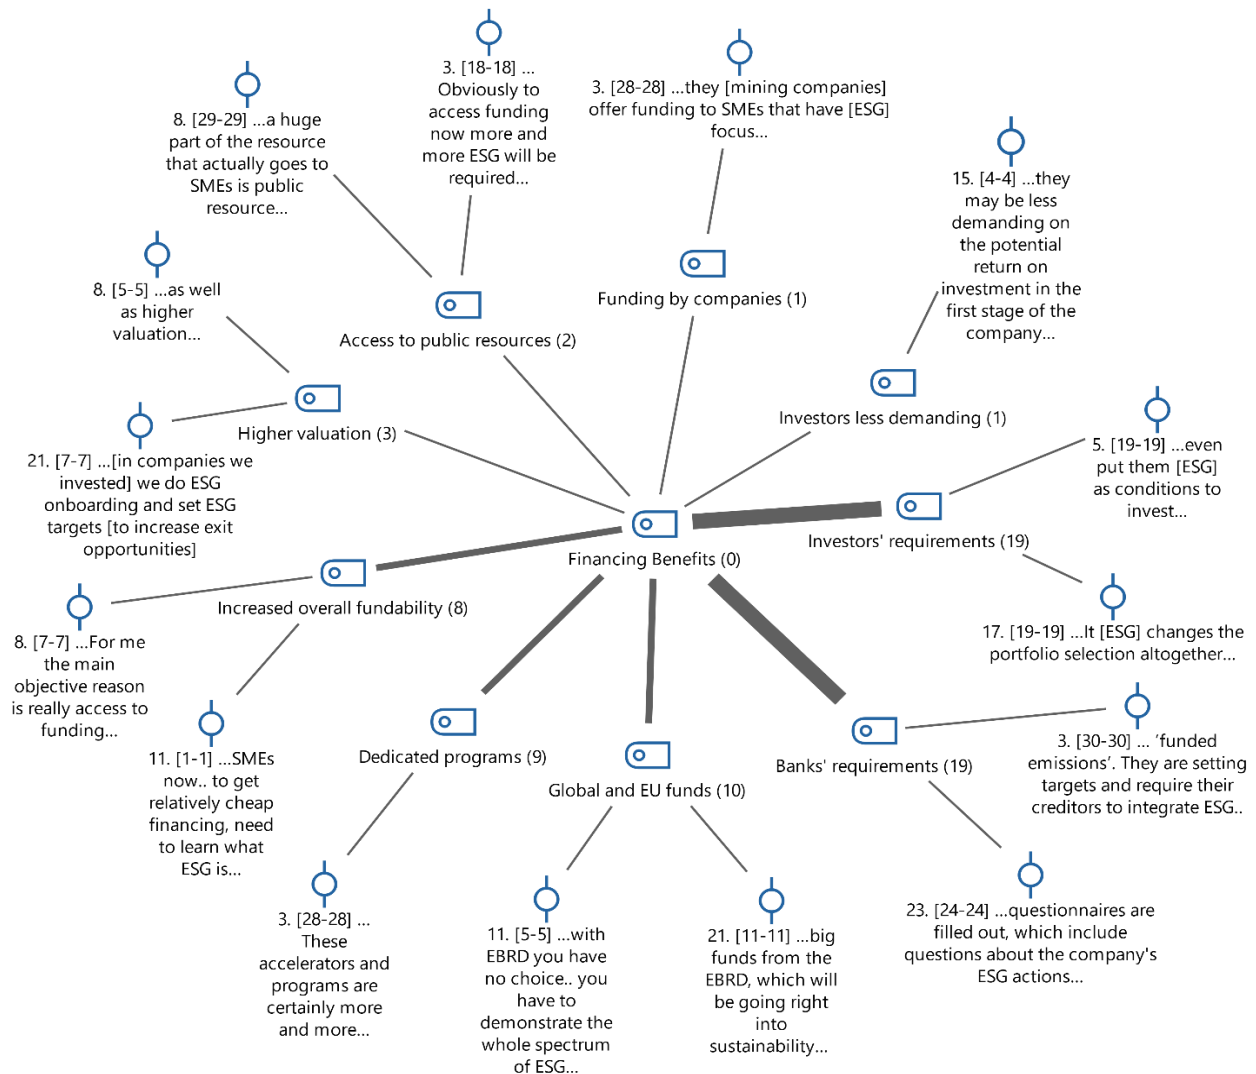 3. [18-18] ...
Obviously to
access funding
now more and
more ESG will be
required...
3. [28-28] ...they [mining companies]
offer funding to SMEs that have [ESG]
focus...
8. [29-29] ...a huge
part of the resource
that actually goes to
SMEs is public
resource...
15. [4-4] ...they
may be less
demanding on
the potential
return on
investment in the
first stage of the
company...
8. [5-5] ...as well
as higher
valuation...
Access to public resources (2)
Funding by companies (1)
Investors less demanding (1)
Higher valuation (3)
21. [7-7] ...[in companies we
invested] we do ESG
onboarding and set ESG
targets [to increase exit
opportunities]
5. [19-19] ...even
put them [ESG]
as conditions to
invest...
Investors' requirements (19)
Financing Benefits (0)
Increased overall fundability (8)
8. [7-7] ...For me
the main
objective reason
is really access to
funding...
17. [19-19] ...It [ESG] changes the
portfolio selection altogether...
11. [1-1] ...SMEs
now.. to get
relatively cheap
financing, need
to learn what
ESG is...
Dedicated programs (9)
Global and EU funds (10)
Banks' requirements (19)
3. [30-30] ... ‘funded
emissions’. They are setting
targets and require their
creditors to integrate ESG..
3. [28-28] ...
These
accelerators and
programs are
certainly more
and more...
11. [5-5] ...with
EBRD you have
no choice.. you
have to
demonstrate the
whole spectrum
of ESG...
21. [11-11] ...big
funds from the
EBRD, which will
be going right
into
sustainability...
23. [24-24] ...questionnaires are
filled out, which include
questions about the company's
ESG actions...